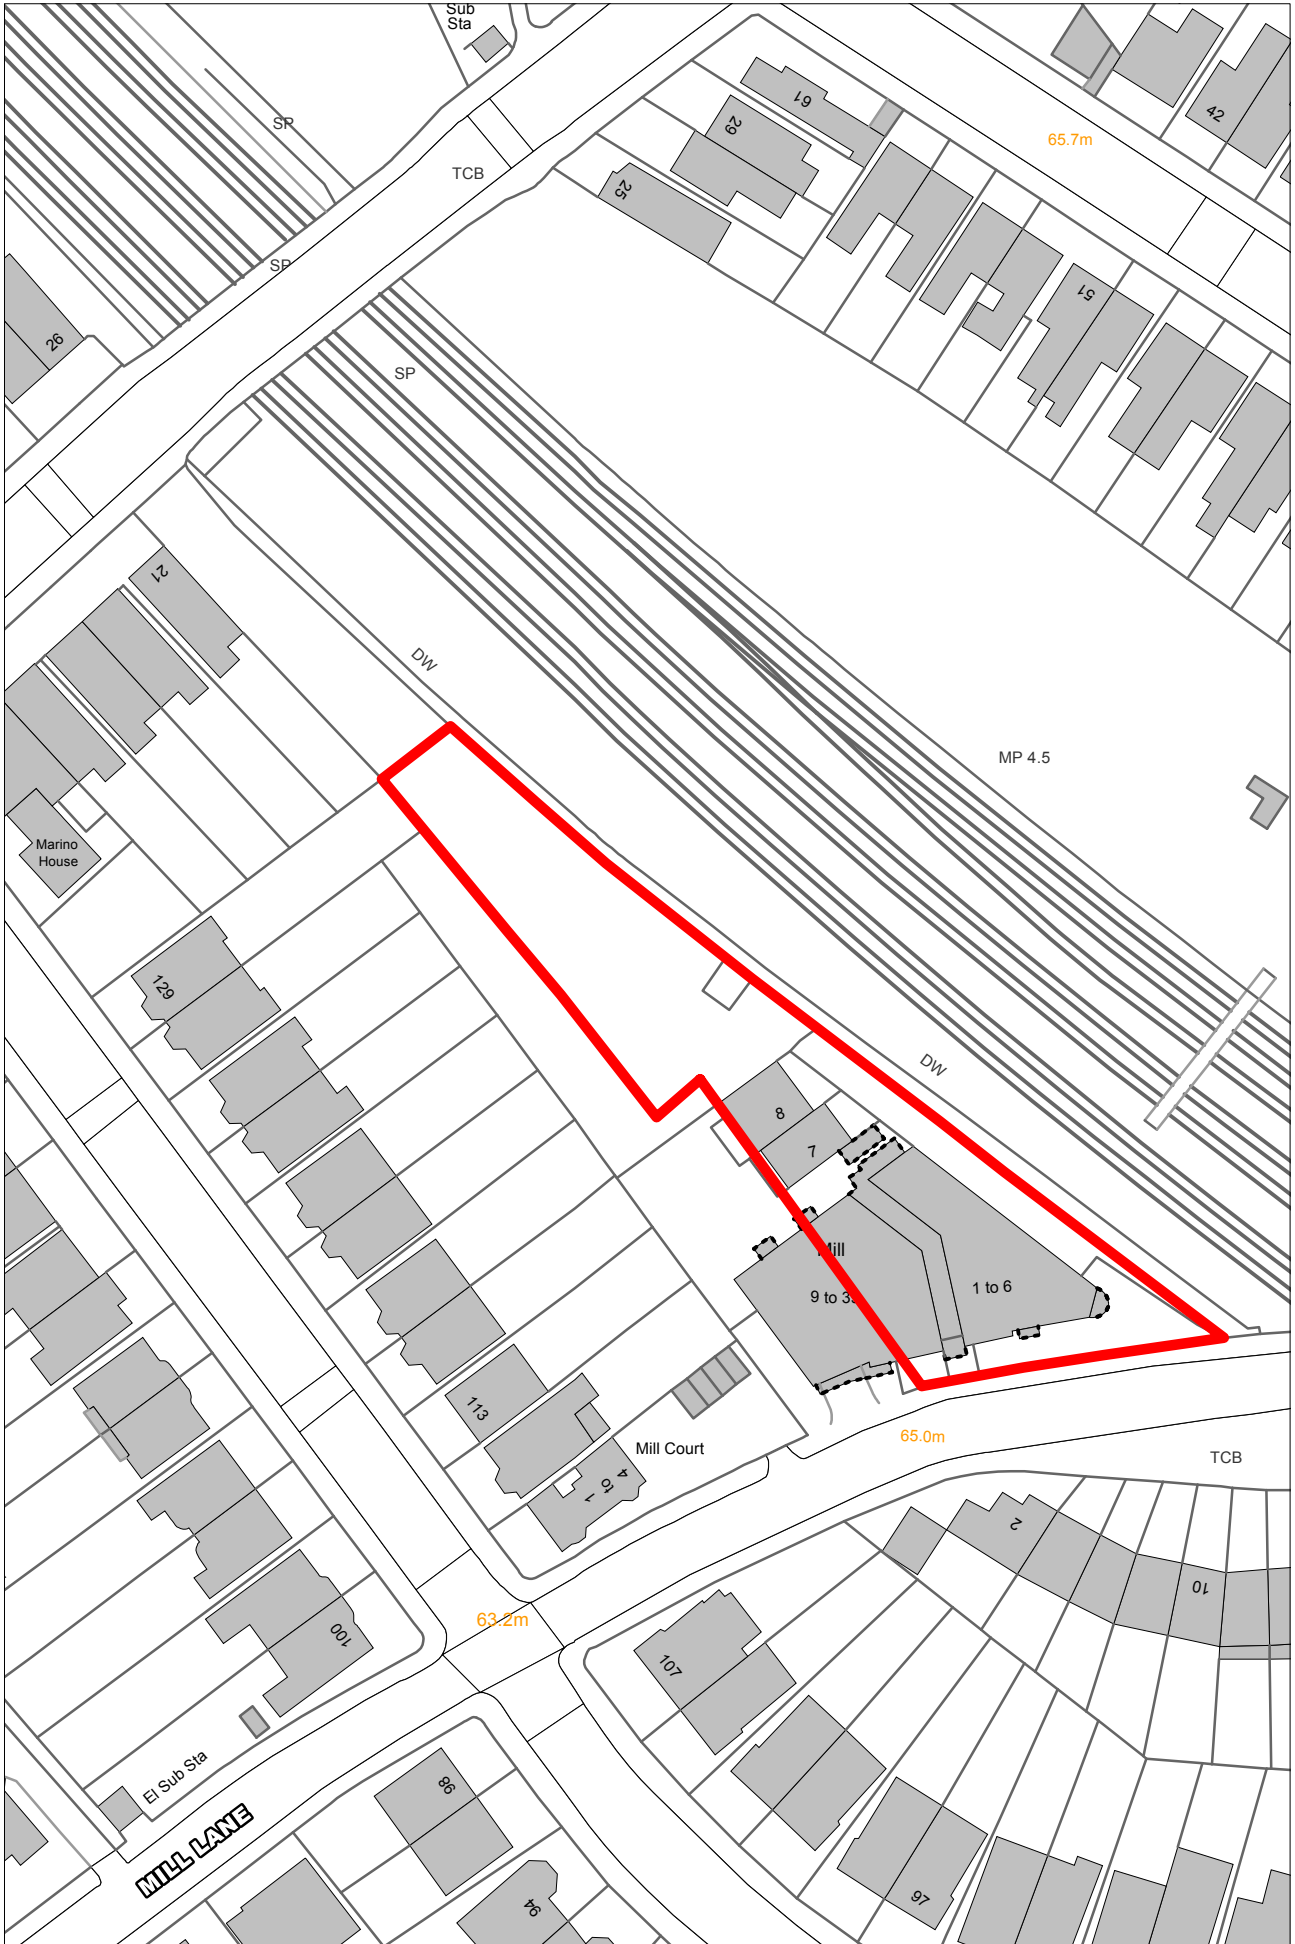 Sub
Sta
61
42
SP
29
65.7m
TCB
25
SP
51
26
SP
21
DW
MP 4.5
Marino
House
129
DW
8
7
Mill
1 to 6
9 to 3
113
65.0m
Mill Court
TCB
1 to 4
2
10
63.2m
100
107
El Sub Sta
98
MILL LANE
97
94